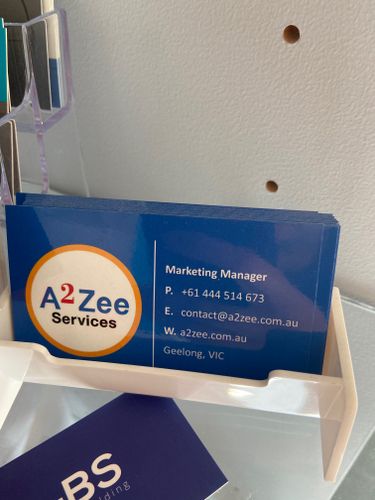 A2Zee
Services
Marketing Manager
P. +61 444 514 673
E. contact@a2zee.com.au
W. a2zee.com.au
Geelong, VIC
BS